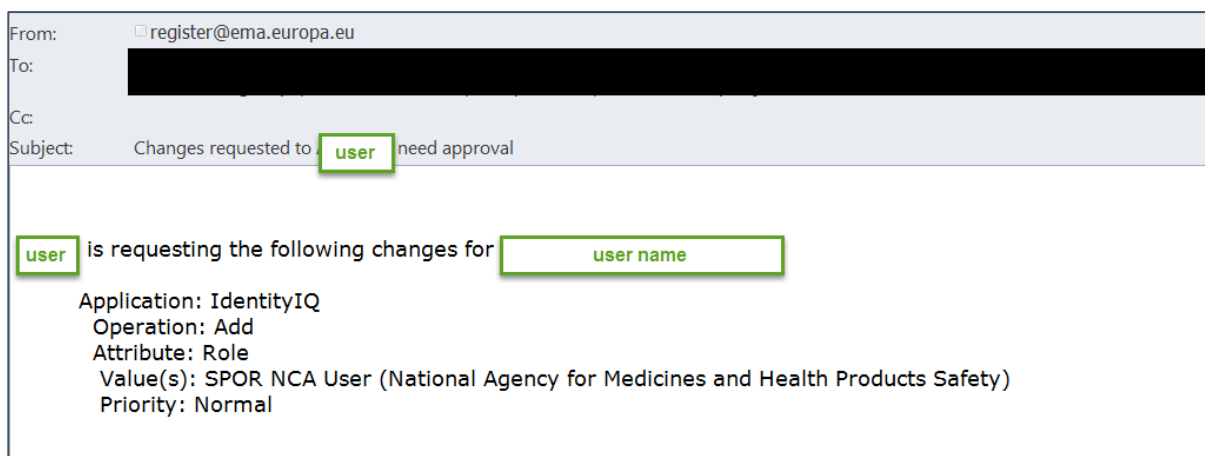 From: register@ema.europa.eu
To:
Cc:
Subject: Changes requested to user need approval
user is requesting the following changes for user name
Application: IdentityIQ
Operation: Add
Attribute: Role
Value(s): SPOR NCA User (National Agency for Medicines and Health Products Safety)
Priority: Normal